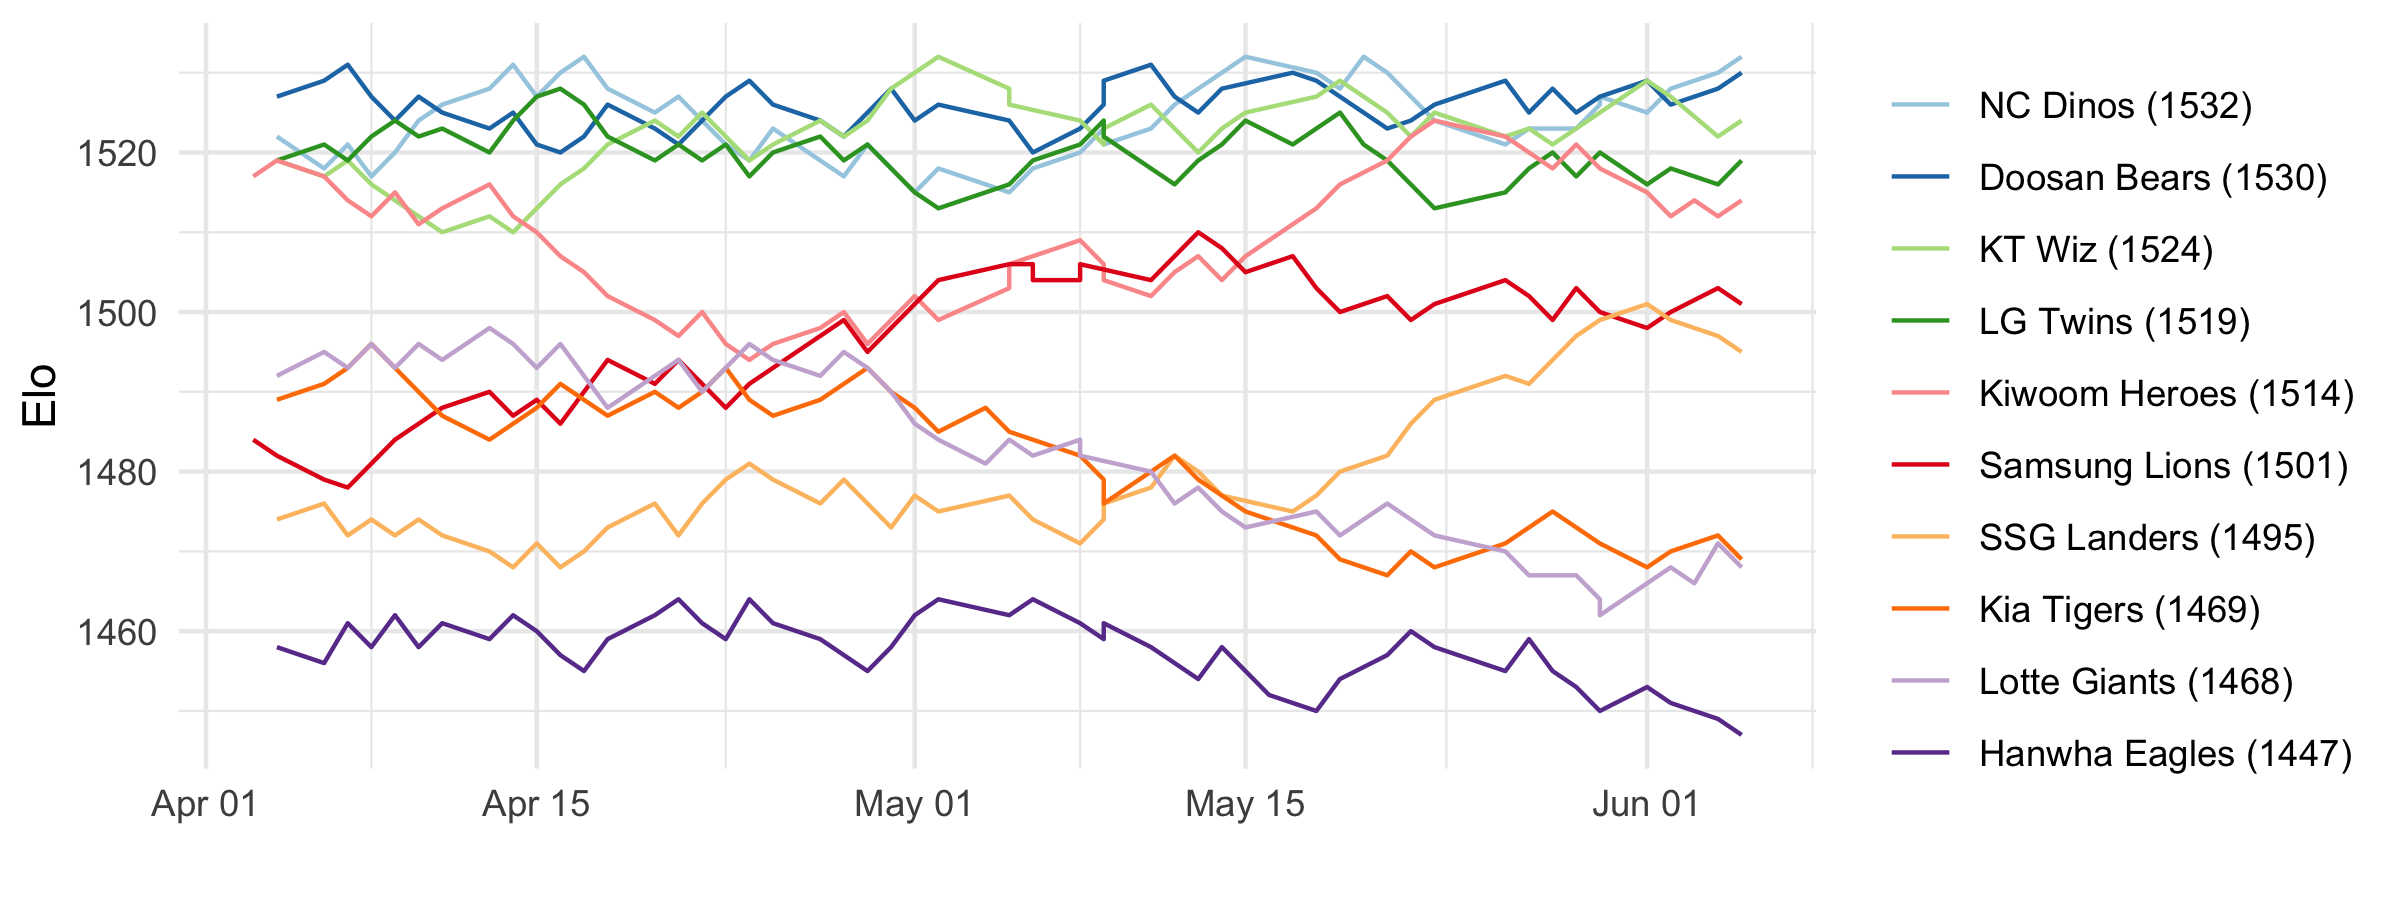 Elo
1520
1500
1480
1460
Apr 01
Apr 15
May 01
May 15
Jun 01
NC Dinos (1532)
Doosan Bears (1530)
KT Wiz (1524)
LG Twins (1519)
Kiwoom Heroes (1514)
Samsung Lions (1501)
SSG Landers (1495)
Kia Tigers (1469)
Lotte Giants (1468)
Hanwha Eagles (1447)